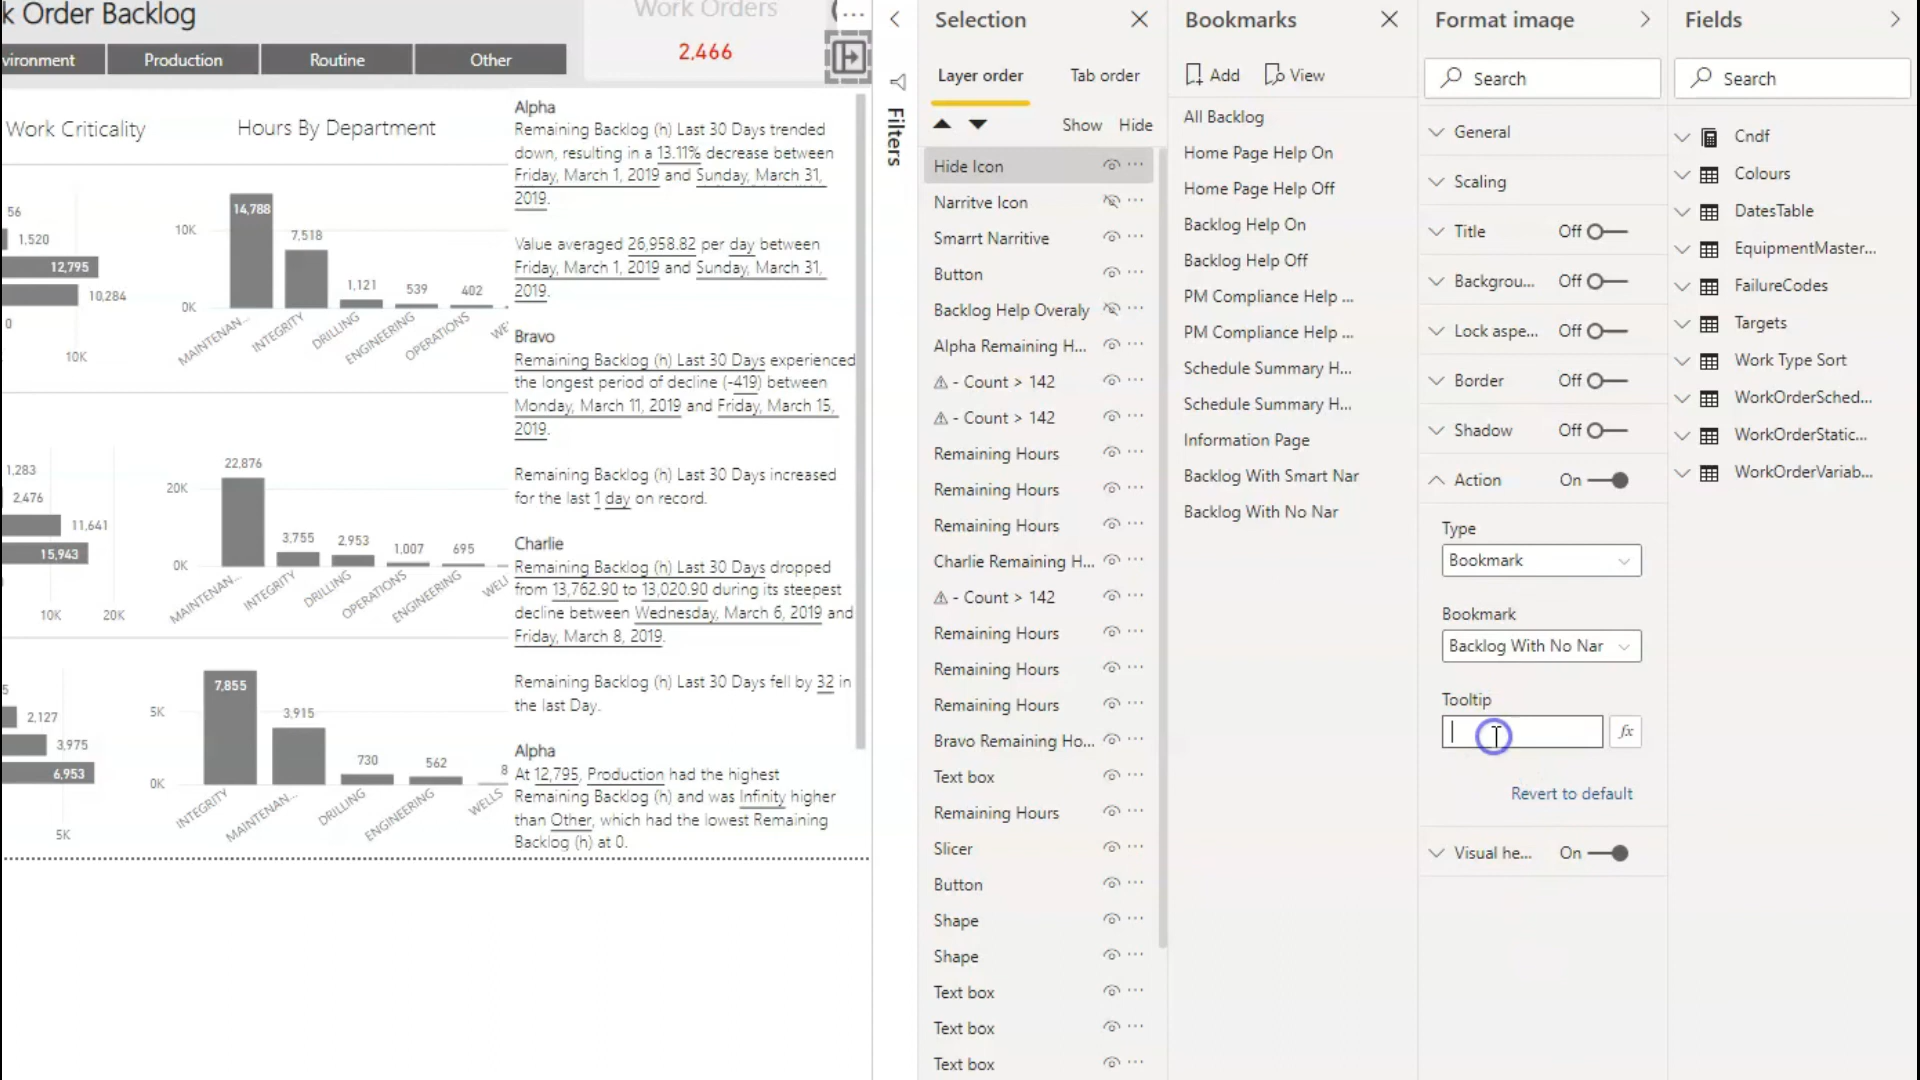 k Order Backlog
Work Orders
2,466
vironment
Production
Routine
Other
Work Criticality
Hours By Department
56
1,520
12,795
10,284
0
10K
10K
0K
14,788
7,518
1,121
539
402
MAINTENAN...
INTEGRITY
DRILLING
ENGINEERING
OPERATIONS
WE
1,283
2,476
11,641
15,943
10K
20K
20K
0K
22,876
3,755
2,953
1,007
695
MAINTENAN...
INTEGRITY
DRILLING
OPERATIONS
ENGINEERING
WELL
5
2,127
3,975
6,953
5K
5K
0K
7,855
3,915
730
562
8
INTEGRITY
MAINTENAN...
DRILLING
ENGINEERING
WELLS
Alpha
Remaining Backlog (h) Last 30 Days trended
down, resulting in a 13.11% decrease between
Friday, March 1, 2019 and Sunday, March 31,
2019.
Value averaged 26,958.82 per day between
Friday, March 1, 2019 and Sunday, March 31,
2019.
Bravo
Remaining Backlog (h) Last 30 Days experienced
the longest period of decline (-419) between
Monday, March 11, 2019 and Friday, March 15,
2019.
Remaining Backlog (h) Last 30 Days increased
for the last 1 day on record.
Charlie
Remaining Backlog (h) Last 30 Days dropped
from 13,762.90 to 13,020.90 during its steepest
decline between Wednesday, March 6, 2019 and
Friday, March 8, 2019.
Remaining Backlog (h) Last 30 Days fell by 32 in
the last Day.
Alpha
At 12,795, Production had the highest
Remaining Backlog (h) and was Infinity higher
than Other, which had the lowest Remaining
Backlog (h) at 0.
Filters
Selection
Layer order
Tab order
Show
Hide
Hide Icon
Narritve Icon
Smarrt Narritive
Button
Backlog Help Overaly
Alpha Remaining H...
⚠ - Count > 142
⚠ - Count > 142
Remaining Hours
Remaining Hours
Remaining Hours
Charlie Remaining H...
⚠ - Count > 142
Remaining Hours
Remaining Hours
Remaining Hours
Bravo Remaining Ho...
Text box
Remaining Hours
Slicer
Button
Shape
Shape
Text box
Text box
Text box
Bookmarks
Add
View
All Backlog
Home Page Help On
Home Page Help Off
Backlog Help On
Backlog Help Off
PM Compliance Help ...
PM Compliance Help ...
Schedule Summary H...
Schedule Summary H...
Information Page
Backlog With Smart Nar
Backlog With No Nar
Format image
Search
General
Scaling
Title Off
Backgrou... Off
Lock aspe... Off
Border Off
Shadow Off
Action On
Type
Bookmark
Bookmark
Backlog With No Nar
Tooltip
fx
Revert to default
Visual he... On
Fields
Search
Cndf
Colours
DatesTable
EquipmentMaster...
FailureCodes
Targets
Work Type Sort
WorkOrderSched...
WorkOrderStatic...
WorkOrderVariab...